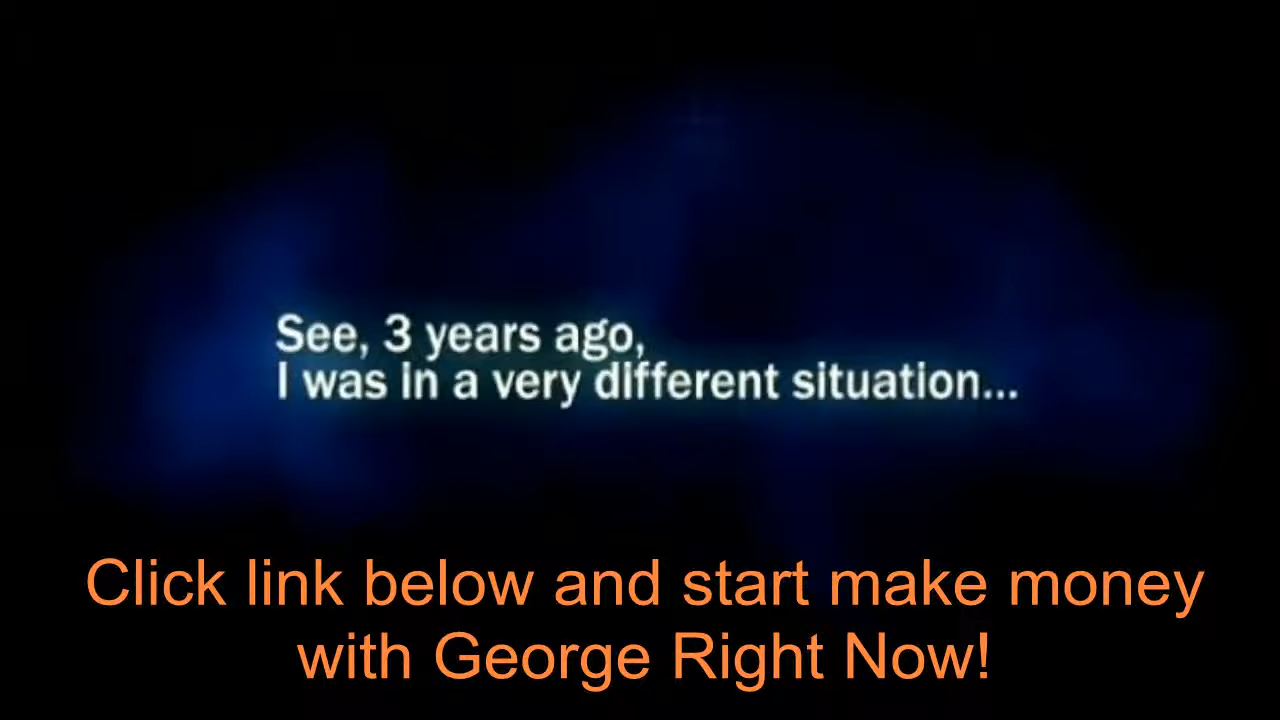 See, 3 years ago,
I was in a very different situation...
Click link below and start make money
with George Right Now!